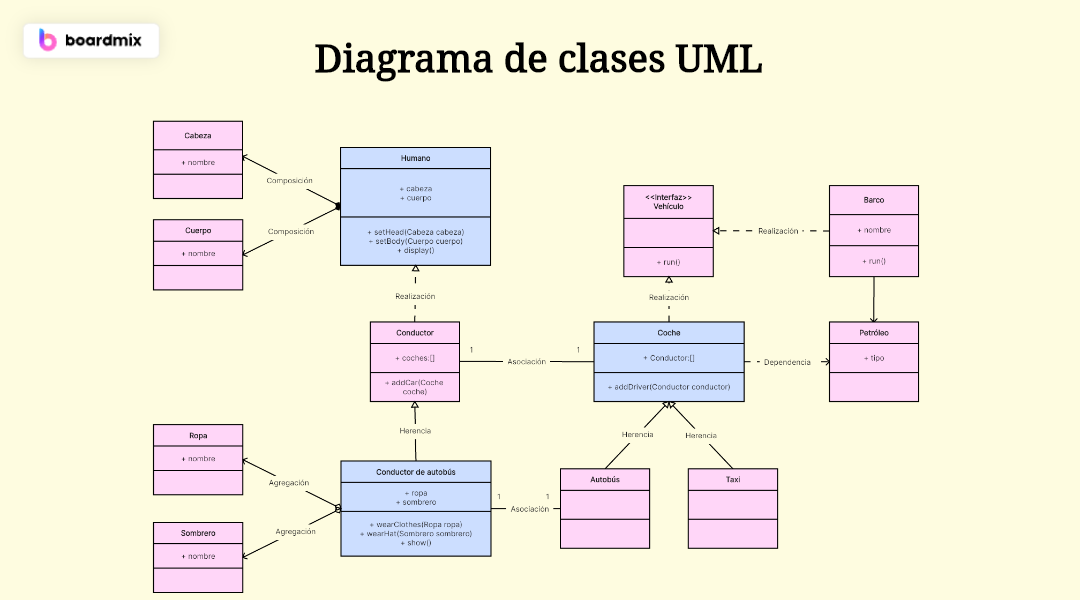 boardmix
Diagrama de clases UML
Cabeza
+ nombre
Composición
Cuerpo
+ nombre
Composición
Humano
+ cabeza
+ cuerpo
+ setHead(Cabeza cabeza)
+ setBody(Cuerpo cuerpo)
+ display()
Realización
<<Interfaz>>
Vehículo
+ run()
Realización
Barco
+ nombre
+ run()
Realización
Conductor
+ coches:[]
+ addCar(Coche
coche)
1
Asociación
1
Coche
+ Conductor:[]
+ addDriver(Conductor conductor)
Dependencia
Petróleo
+ tipo
Herencia
Herencia
Herencia
Ropa
+ nombre
Agregación
Sombrero
+ nombre
Agregación
Conductor de autobús
+ ropa
+ sombrero
+ wearClothes(Ropa ropa)
+ wearHat(Sombrero sombrero)
+ show()
1
Asociación
1
Autobús
Taxi